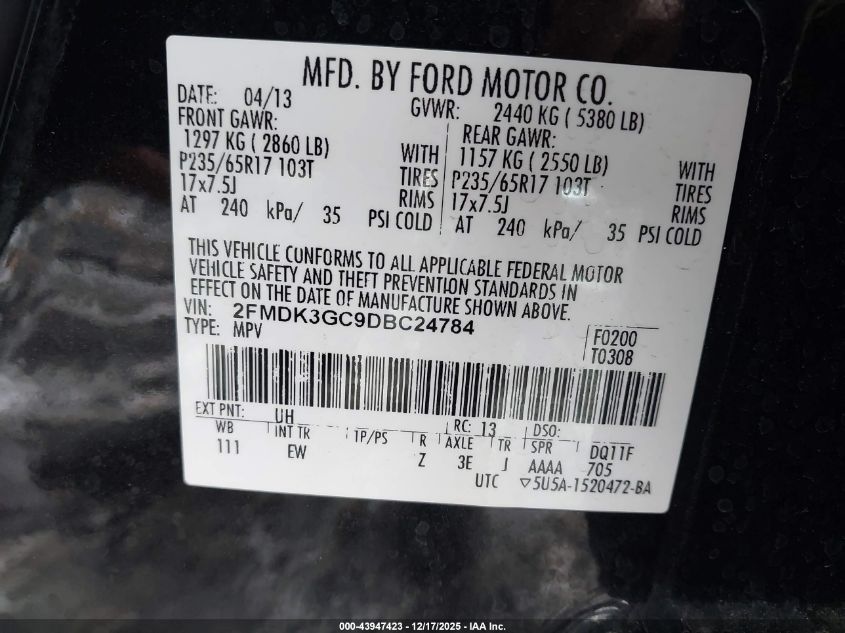 MFD. BY FORD MOTOR CO.
DATE: 04/13 GVWR: 2440 KG ( 5380 LB)
FRONT GAWR: REAR GAWR:
1297 KG ( 2860 LB) WITH 1157 KG ( 2550 LB) WITH
P235/65R17 103T TIRES P235/65R17 103T TIRES
17x7.5J RIMS 17x7.5J RIMS
AT 240 kPa/ 35 PSI COLD AT 240 kPa/ 35 PSI COLD
THIS VEHICLE CONFORMS TO ALL APPLICABLE FEDERAL MOTOR
VEHICLE SAFETY AND THEFT PREVENTION STANDARDS IN
EFFECT ON THE DATE OF MANUFACTURE SHOWN ABOVE.
VIN: 2FMDK3GC9DBC24784
TYPE: MPV
F0200
T0308
EXT PNT: UH RC: 13 DSO:
WB INT TR 1P/PS R AXLE TR SPR DQ11F
111 EW Z 3E J AAAA 705
UTC ▽5U5A-1520472-BA
000-43947423 - 12/17/2025 - IAA Inc.